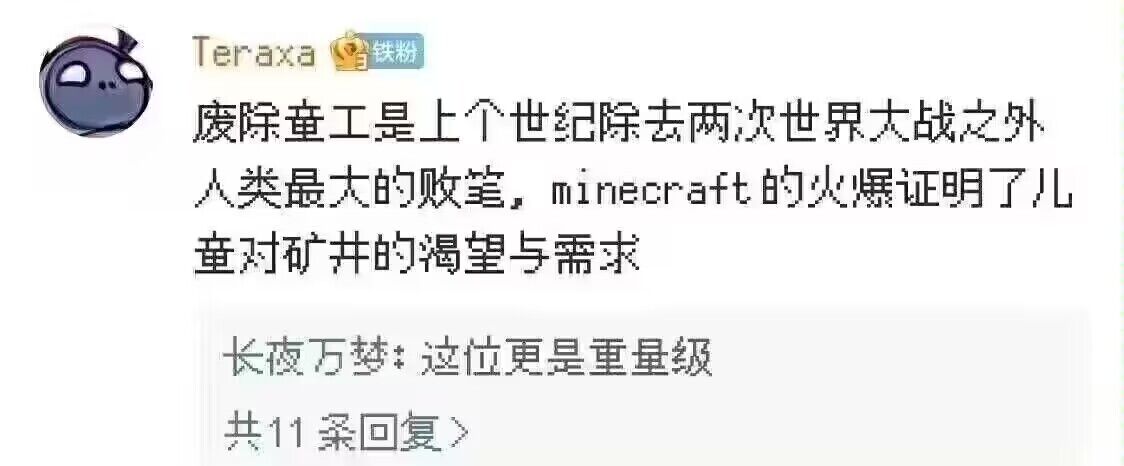 Teraxa 铁粉
废除童工是上个世纪除去两次世界大战之外
人类最大的败笔，minecraft的火爆证明了儿
童对矿井的渴望与需求
长夜万梦：这位更是重量级
共11条回复>